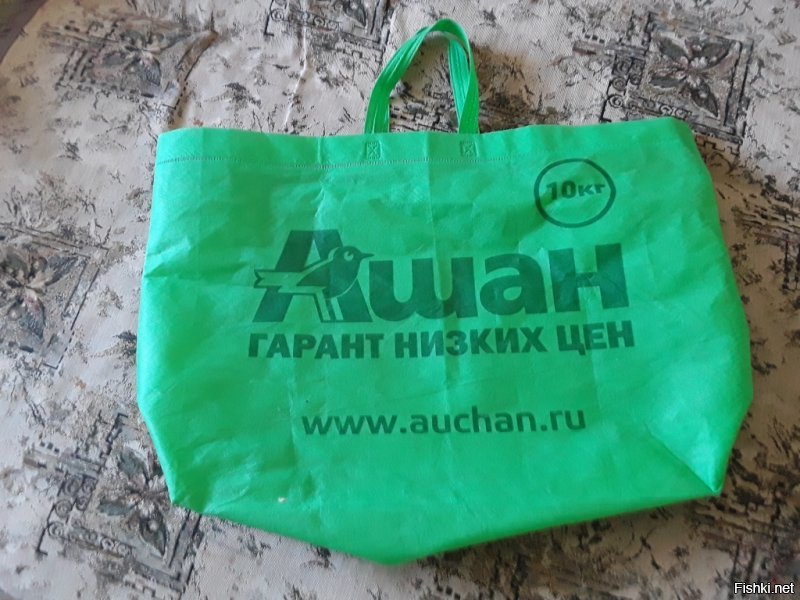 10кг
Ашан
ГАРАНТ НИЗКИХ ЦЕН
www.auchan.ru
Fishki.net